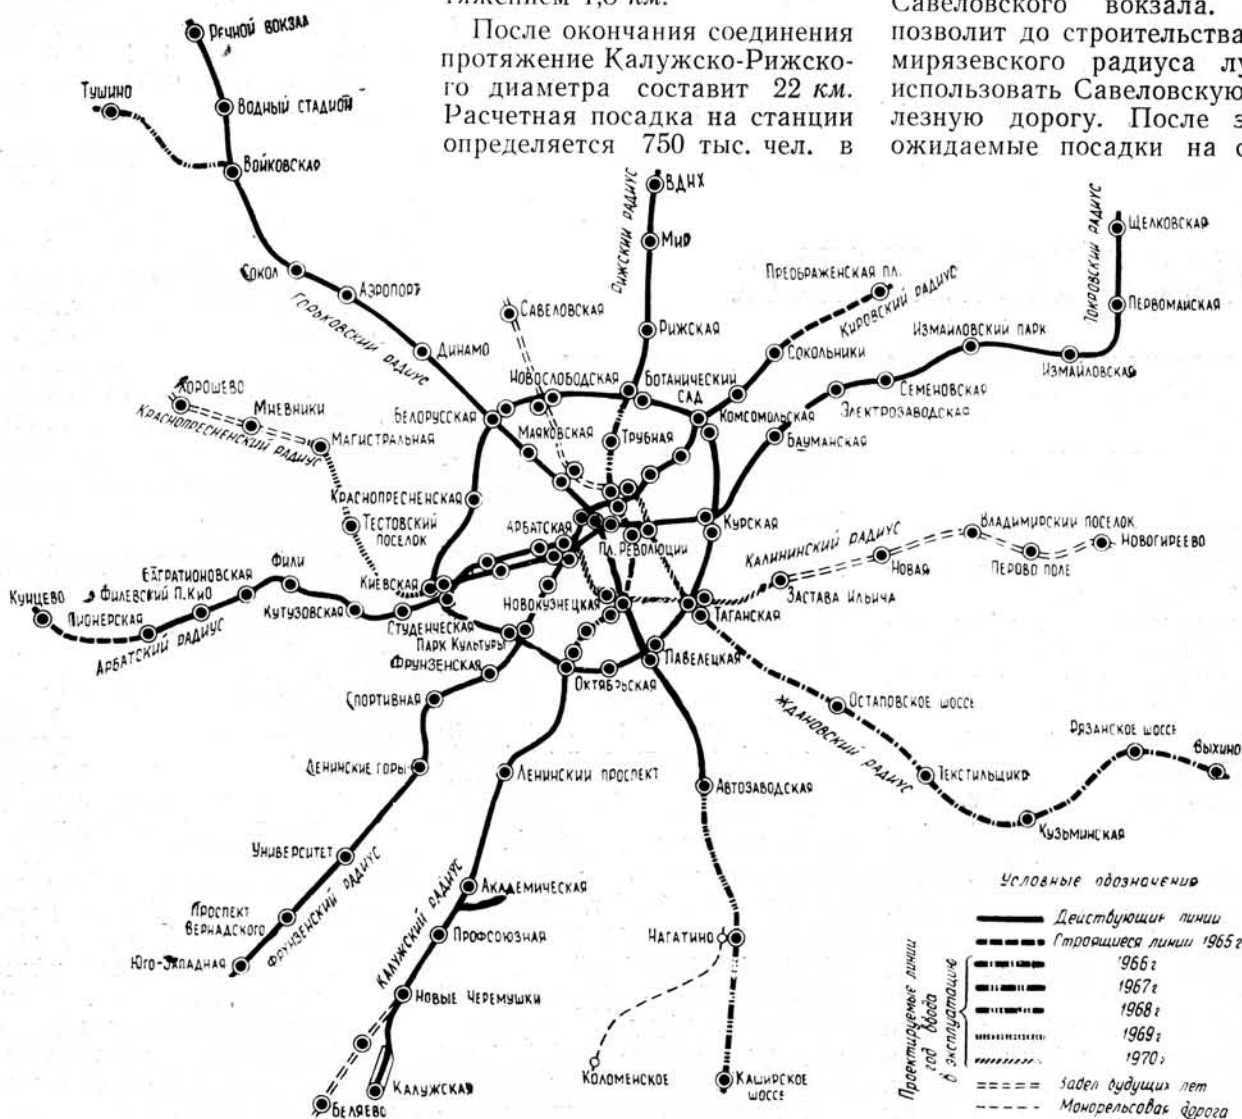 тяжением 1,8 км.
После окончания соединения
протяжение Калужско-Рижско-
го диаметра составит 22 км.
Расчетная посадка на станции
определяется 750 тыс. чел. в
Савеловского вокзала.
позволит до строительства
мирязевского радиуса лу
использовать Савеловскую
лезную дорогу. После з
ожидаемые посадки на с
Речной вокзал
Тушино
Водный стадион
Войковская
Сокол
Аэропорт
Горьковский радиус
Динамо
Рижский радиус
ВДНХ
Мир
Рижская
Савеловская
Преображенская пл.
Кировский радиус
Сокольники
Покровский радиус
Щелковская
Первомайская
Измайловский парк
Измайловская
Семеновская
Электрозаводская
Бауманская
Хорошево
Мневники
Краснопресненский радиус
Магистральная
Белорусская
Новослободская
Ботанический
сад
Комсомольская
Маяковская
Трубная
Краснопресненская
Тестовский
поселок
Арбатская
Пл. Революции
Курская
Калининский радиус
Владимирский поселок
Новогиреево
Перово поле
Новая
Застава Ильича
Киевская
Фили
Багратионовская
Филевский п.КиО
Кунцево
Пионерская
Арбатский радиус
Кутузовская
Студенческая
Парк Культуры
Фрунзенская
Новокузнецкая
Таганская
Павелецкая
Октябрьская
Спортивная
Ленинские горы
Ленинский проспект
Автозаводская
Остаповское шоссе
Ждановский радиус
Рязанское шоссе
Выхино
Текстильщики
Кузьминская
Университет
Фрунзенский радиус
Проспект
Вернадского
Юго-Западная
Калужский радиус
Академическая
Профсоюзная
Новые Черемушки
Калужская
Беляево
Нагатино
Коломенское
Каширское
шоссе
Условные обозначения
Действующие линии
Строящиеся линии 1965г
Проектируемые линии
год ввода
в эксплуатацию
1966г
1967г
1968г
1969г
1970г
Задел будущих лет
Монорельсовая дорога